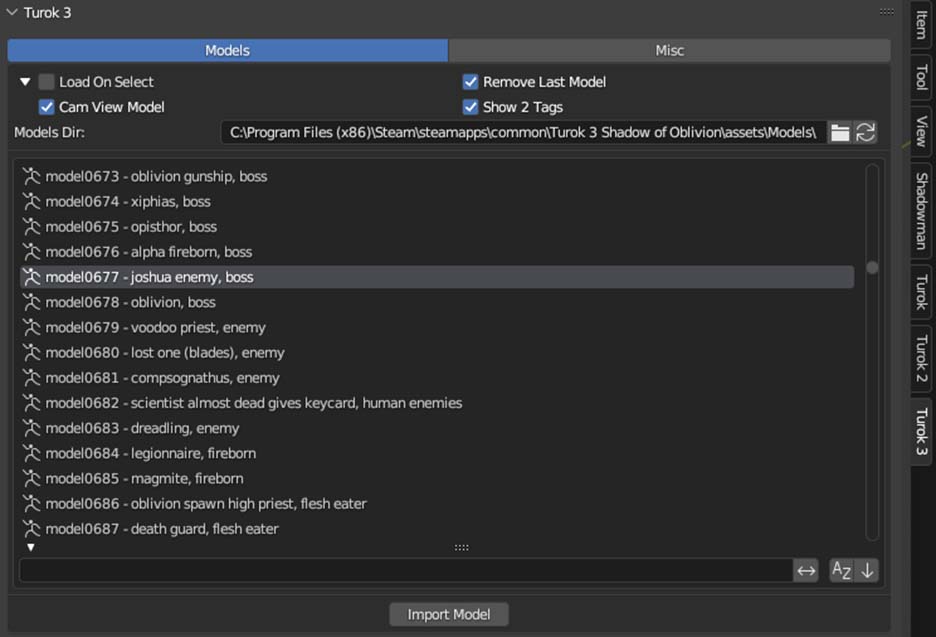 Turok 3
Models Misc
Load On Select Remove Last Model
Cam View Model Show 2 Tags
Models Dir: C:\Program Files (x86)\Steam\steamapps\common\Turok 3 Shadow of Oblivion\assets\Models\
model0673 - oblivion gunship, boss
model0674 - xiphias, boss
model0675 - opisthor, boss
model0676 - alpha fireborn, boss
model0677 - joshua enemy, boss
model0678 - oblivion, boss
model0679 - voodoo priest, enemy
model0680 - lost one (blades), enemy
model0681 - compsognathus, enemy
model0682 - scientist almost dead gives keycard, human enemies
model0683 - dreadling, enemy
model0684 - legionnaire, fireborn
model0685 - magmite, fireborn
model0686 - oblivion spawn high priest, flesh eater
model0687 - death guard, flesh eater
AZ
Import Model
Item
Tool
View
Shadowman
Turok
Turok 2
Turok 3